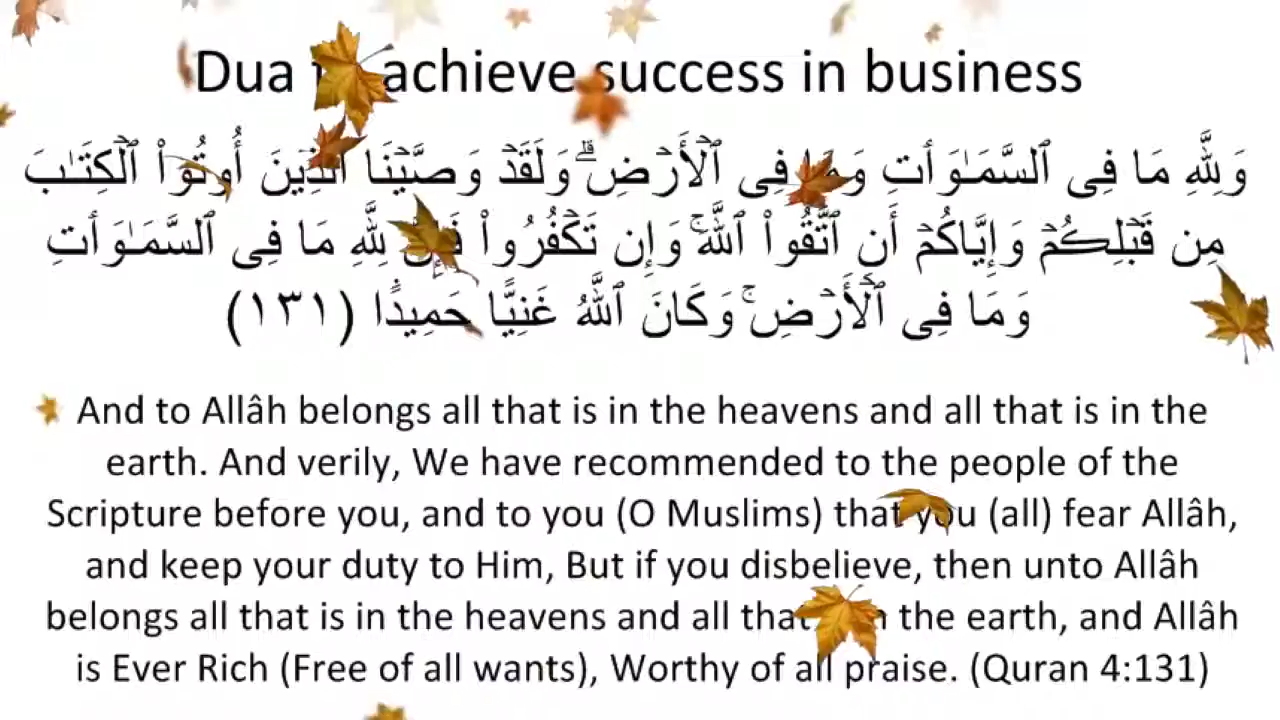 Dua achieve success in business
وَلِلَّهِ مَا فِى ٱلسَّمَـٰوَٲتِ وَمَا فِى ٱلۡأَرۡضِ‌ۗ وَلَقَدۡ وَصَّيۡنَا ٱلَّذِينَ أُوتُواْ ٱلۡكِتَـٰبَ
مِن قَبۡلِڪُمۡ وَإِيَّاكُمۡ أَنِ ٱتَّقُواْ ٱللَّهَ‌ۚ وَإِن تَكۡفُرُواْ فَإِنَّ لِلَّهِ مَا فِى ٱلسَّمَـٰوَٲتِ
وَمَا فِى ٱلۡأَرۡضِ‌ۚ وَكَانَ ٱللَّهُ غَنِيًّا حَمِيدًا (١٣١)
And to Allâh belongs all that is in the heavens and all that is in the
earth. And verily, We have recommended to the people of the
Scripture before you, and to you (O Muslims) that you (all) fear Allâh,
and keep your duty to Him, But if you disbelieve, then unto Allâh
belongs all that is in the heavens and all that the earth, and Allâh
is Ever Rich (Free of all wants), Worthy of all praise. (Quran 4:131)